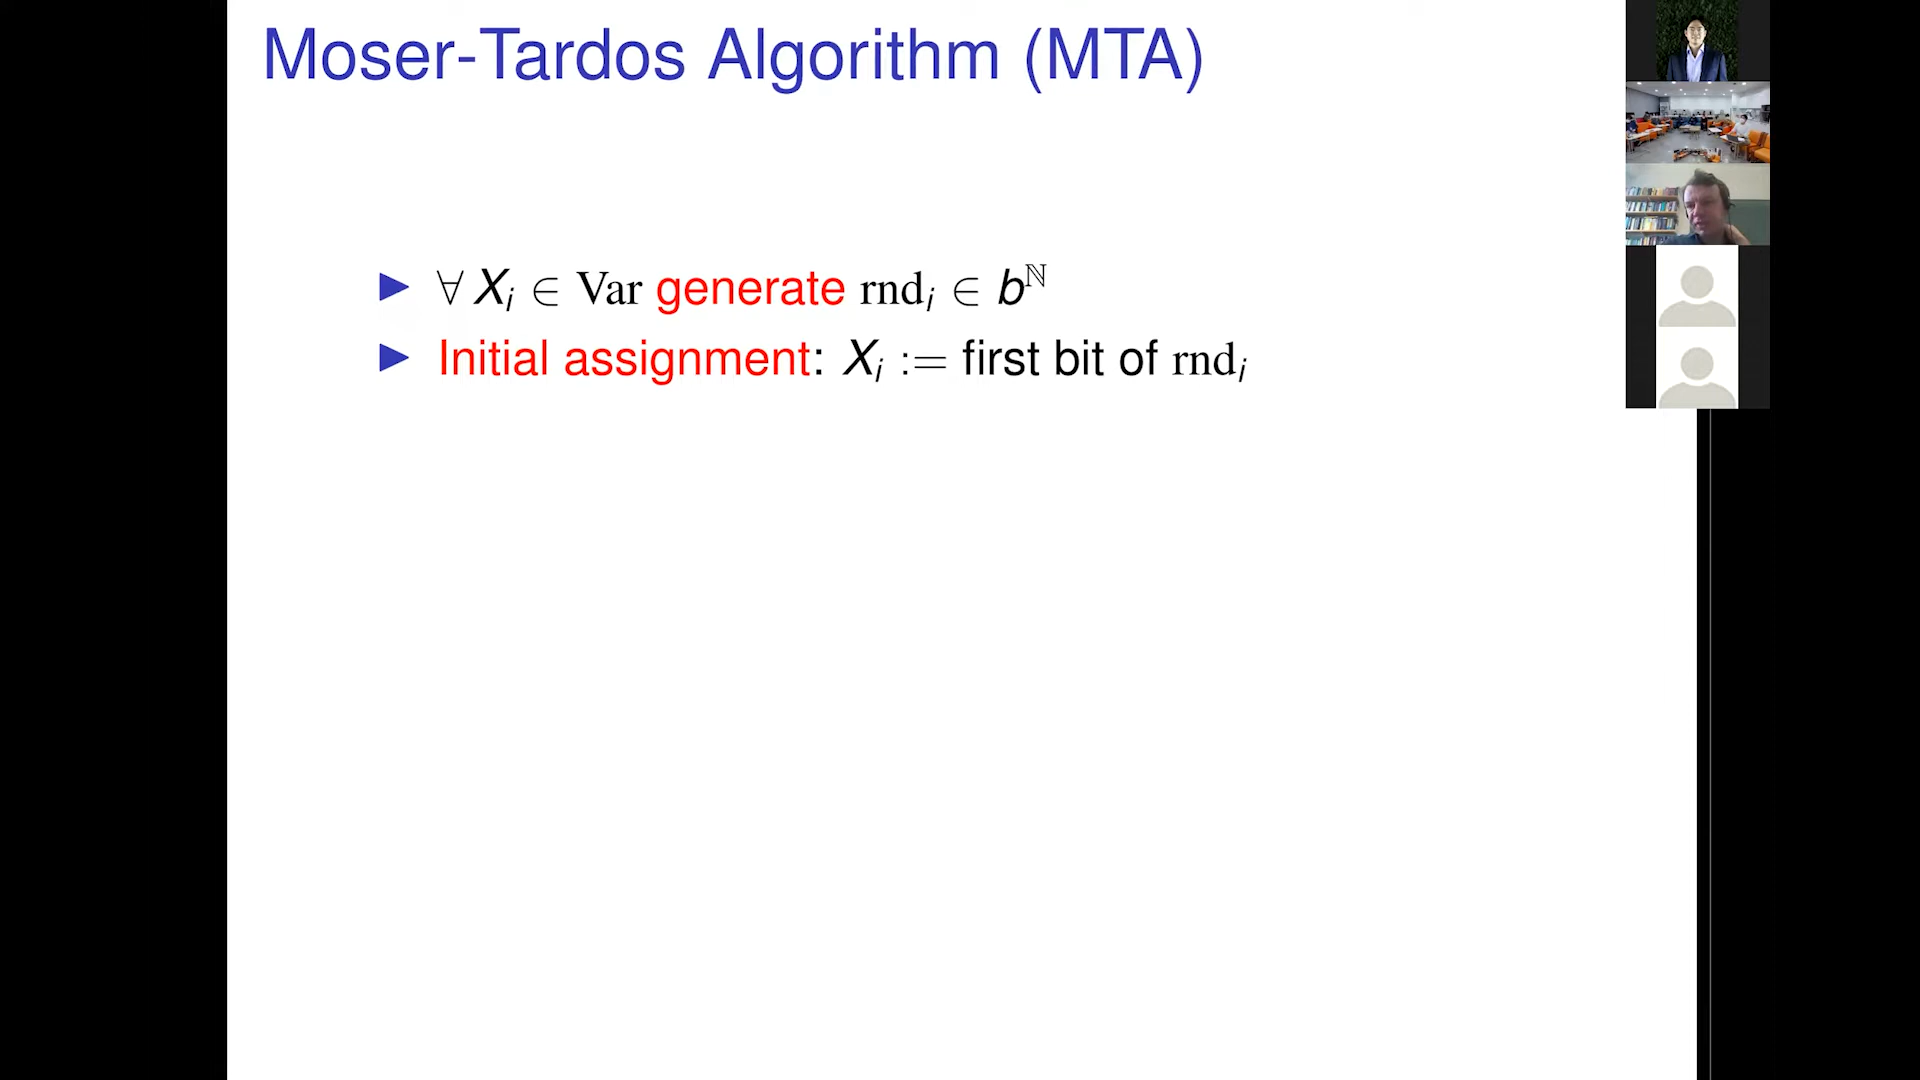 Moser-Tardos Algorithm (MTA)
▶ ∀ Xᵢ ∈ Var generate rndᵢ ∈ b^ℕ
▶ Initial assignment: Xᵢ := first bit of rndᵢ